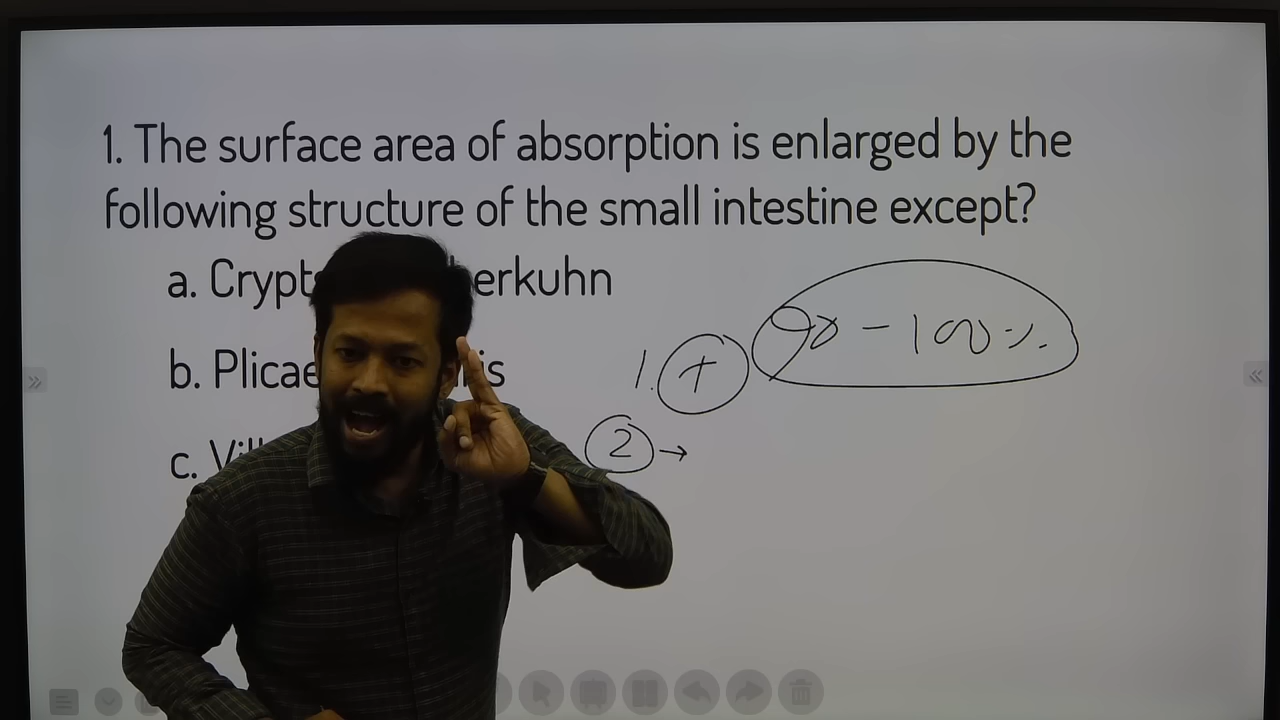 1. The surface area of absorption is enlarged by the
following structure of the small intestine except?
a. Crypt erkuhn
b. Plicae is
1. + 90 - 100%.
c. Vill
2 →